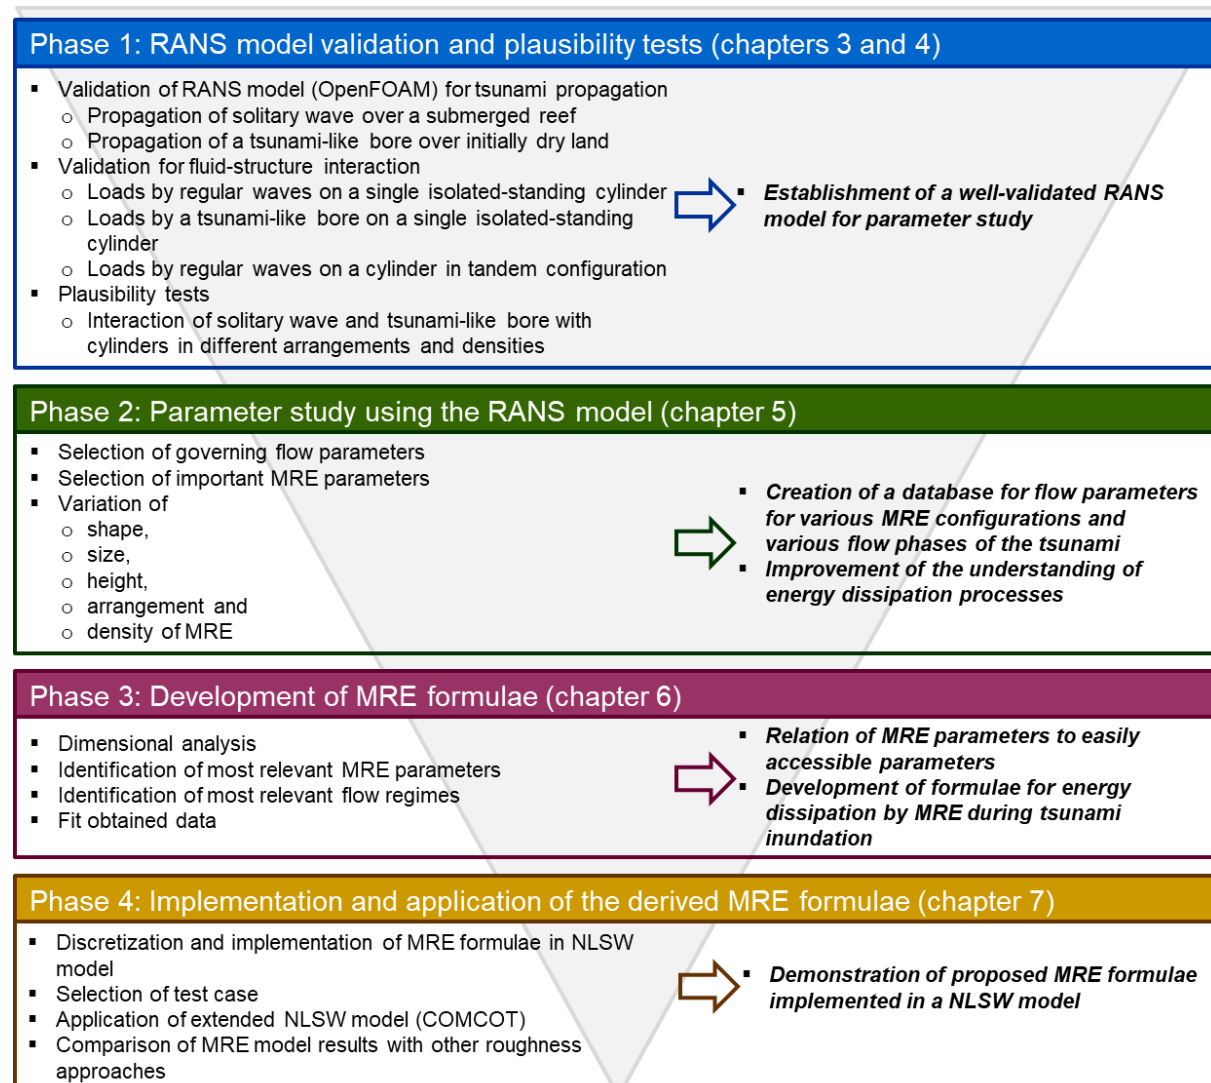 Phase 1: RANS model validation and plausibility tests (chapters 3 and 4)
▪ Validation of RANS model (OpenFOAM) for tsunami propagation
o Propagation of solitary wave over a submerged reef
o Propagation of a tsunami-like bore over initially dry land
▪ Validation for fluid-structure interaction
o Loads by regular waves on a single isolated-standing cylinder
o Loads by a tsunami-like bore on a single isolated-standing
cylinder
o Loads by regular waves on a cylinder in tandem configuration
▪ Plausibility tests
o Interaction of solitary wave and tsunami-like bore with
cylinders in different arrangements and densities
▪ Establishment of a well-validated RANS
model for parameter study
Phase 2: Parameter study using the RANS model (chapter 5)
▪ Selection of governing flow parameters
▪ Selection of important MRE parameters
▪ Variation of
o shape,
o size,
o height,
o arrangement and
o density of MRE
▪ Creation of a database for flow parameters
for various MRE configurations and
various flow phases of the tsunami
▪ Improvement of the understanding of
energy dissipation processes
Phase 3: Development of MRE formulae (chapter 6)
▪ Dimensional analysis
▪ Identification of most relevant MRE parameters
▪ Identification of most relevant flow regimes
▪ Fit obtained data
▪ Relation of MRE parameters to easily
accessible parameters
▪ Development of formulae for energy
dissipation by MRE during tsunami
inundation
Phase 4: Implementation and application of the derived MRE formulae (chapter 7)
▪ Discretization and implementation of MRE formulae in NLSW
model
▪ Selection of test case
▪ Application of extended NLSW model (COMCOT)
▪ Comparison of MRE model results with other roughness
approaches
▪ Demonstration of proposed MRE formulae
implemented in a NLSW model